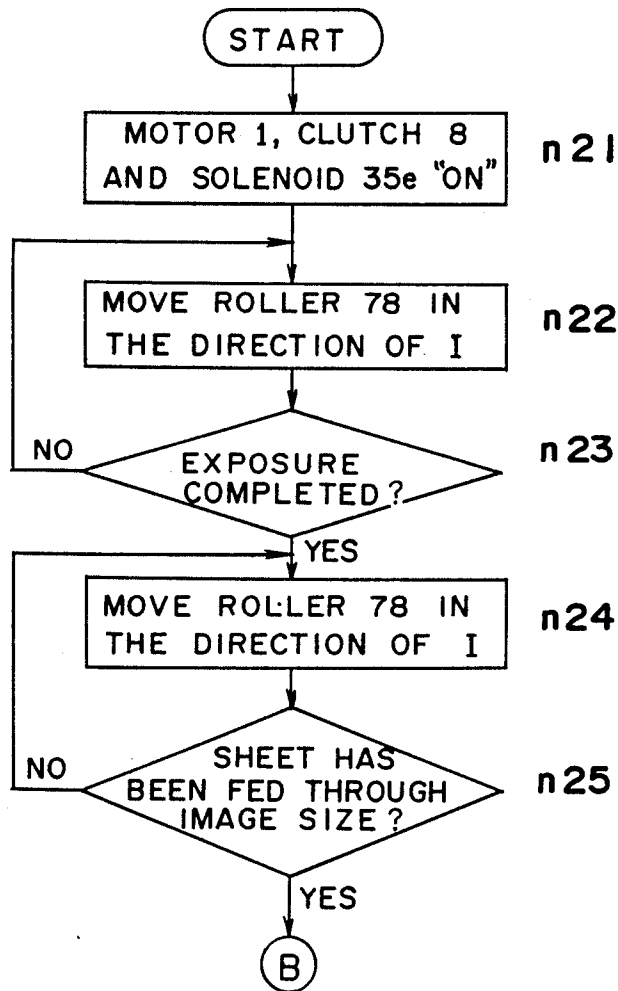 START
MOTOR 1, CLUTCH 8
AND SOLENOID 35e "ON"
n21
MOVE ROLLER 78 IN
THE DIRECTION OF I
n22
NO
EXPOSURE
COMPLETED?
n23
YES
MOVE ROLLER 78 IN
THE DIRECTION OF I
n24
NO
SHEET HAS
BEEN FED THROUGH
IMAGE SIZE?
n25
YES
B